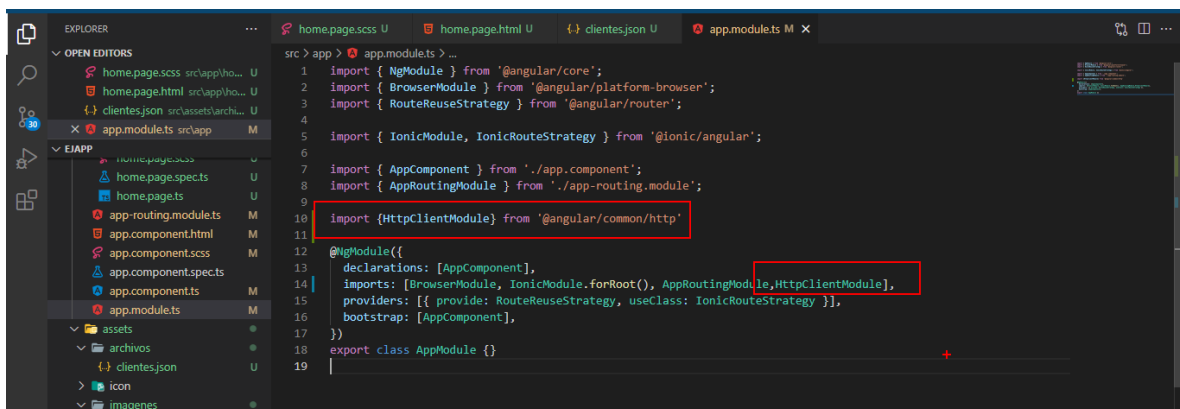 EXPLORER
OPEN EDITORS
home.page.scss src\app\ho... U
home.page.html src\app\ho... U
clientes.json src\assets\archi... U
app.module.ts src\app M
EJAPP
home.page.scss U
home.page.spec.ts U
home.page.ts U
app-routing.module.ts M
app.component.html M
app.component.scss M
app.component.spec.ts
app.component.ts M
app.module.ts M
assets
archivos
clientes.json U
icon
imagenes
30
home.page.scss U
home.page.html U
clientes.json U
app.module.ts M
src > app > app.module.ts > ...
1 import { NgModule } from '@angular/core';
2 import { BrowserModule } from '@angular/platform-browser';
3 import { RouteReuseStrategy } from '@angular/router';
4
5 import { IonicModule, IonicRouteStrategy } from '@ionic/angular';
6
7 import { AppComponent } from './app.component';
8 import { AppRoutingModule } from './app-routing.module';
9
10 import {HttpClientModule} from '@angular/common/http'
11
12 @NgModule({
13 declarations: [AppComponent],
14 imports: [BrowserModule, IonicModule.forRoot(), AppRoutingModule,HttpClientModule],
15 providers: [{ provide: RouteReuseStrategy, useClass: IonicRouteStrategy }],
16 bootstrap: [AppComponent],
17 })
18 export class AppModule {}
19